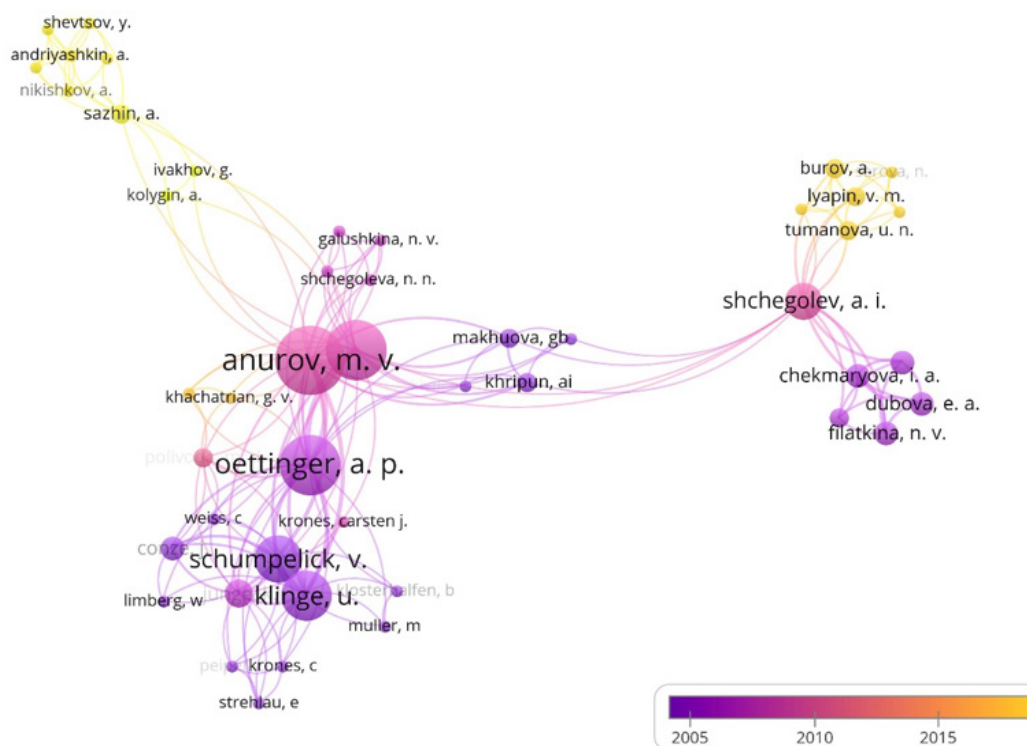 shevtsov, y.
andriyashkin, a.
nikishkov, a.
sazhin, a.
ivakhov, g.
kolygin, a.
galushkina, n. v.
shchegoleva, n. n.
anurov, m. v.
khachatrian, g. v.
oettinger, a. p.
weiss, c
krones, carsten j.
schumpelick, v.
klinge, u.
klosterhalfen, b
limberg, w
muller, m
krones, c
strehlau, e
makhuova, gb
khripun, ai
burov, a.
lyapin, v. m.
tumanova, u. n.
shchegolev, a. i.
chekmaryova, i. a.
dubova, e. a.
filatkina, n. v.
2005 2010 2015